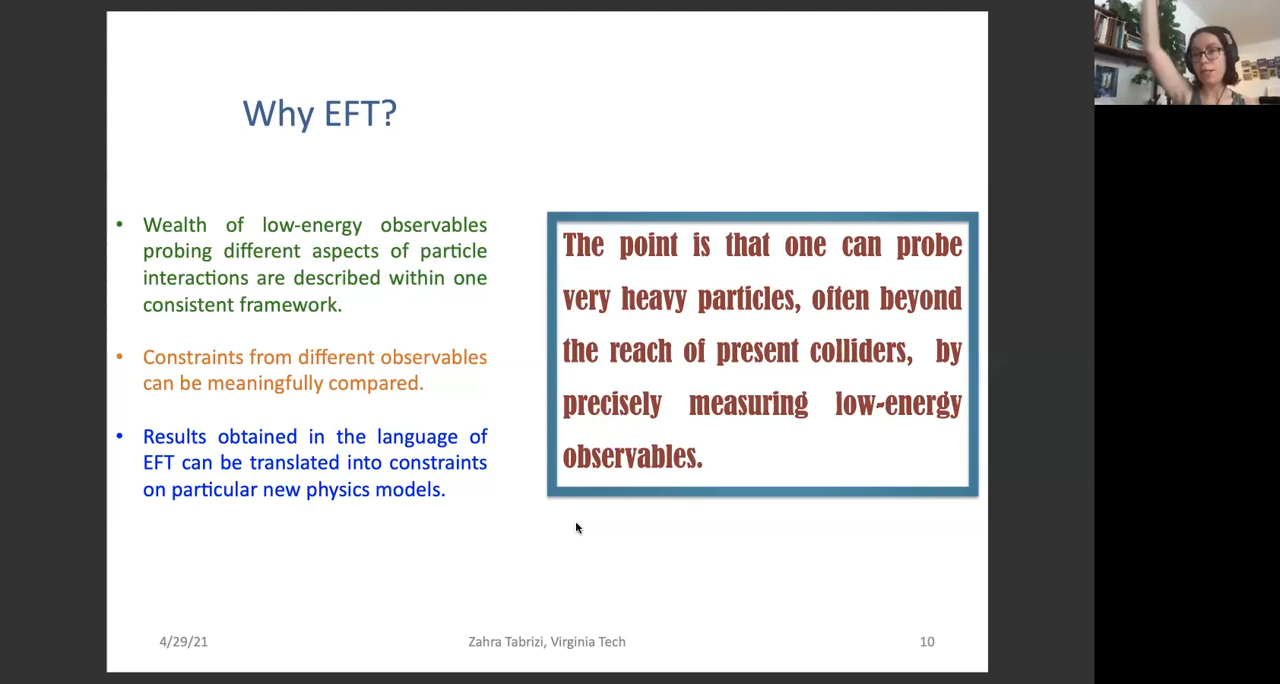 Why EFT?
• Wealth of low-energy observables
probing different aspects of particle
interactions are described within one
consistent framework.
• Constraints from different observables
can be meaningfully compared.
• Results obtained in the language of
EFT can be translated into constraints
on particular new physics models.
The point is that one can probe
very heavy particles, often beyond
the reach of present colliders, by
precisely measuring low-energy
observables.
4/29/21
Zahra Tabrizi, Virginia Tech
10